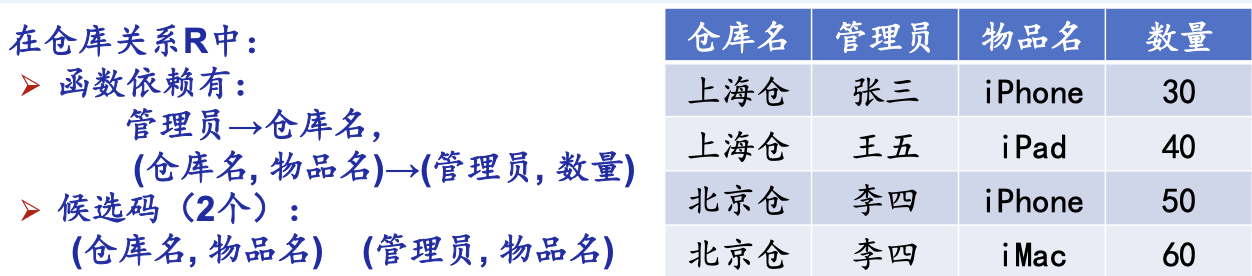 在仓库关系R中：
➢ 函数依赖有：
管理员→仓库名，
(仓库名, 物品名)→(管理员, 数量)
➢ 候选码（2个）：
(仓库名, 物品名) (管理员, 物品名)
仓库名 管理员 物品名 数量
上海仓 张三 iPhone 30
上海仓 王五 iPad 40
北京仓 李四 iPhone 50
北京仓 李四 iMac 60